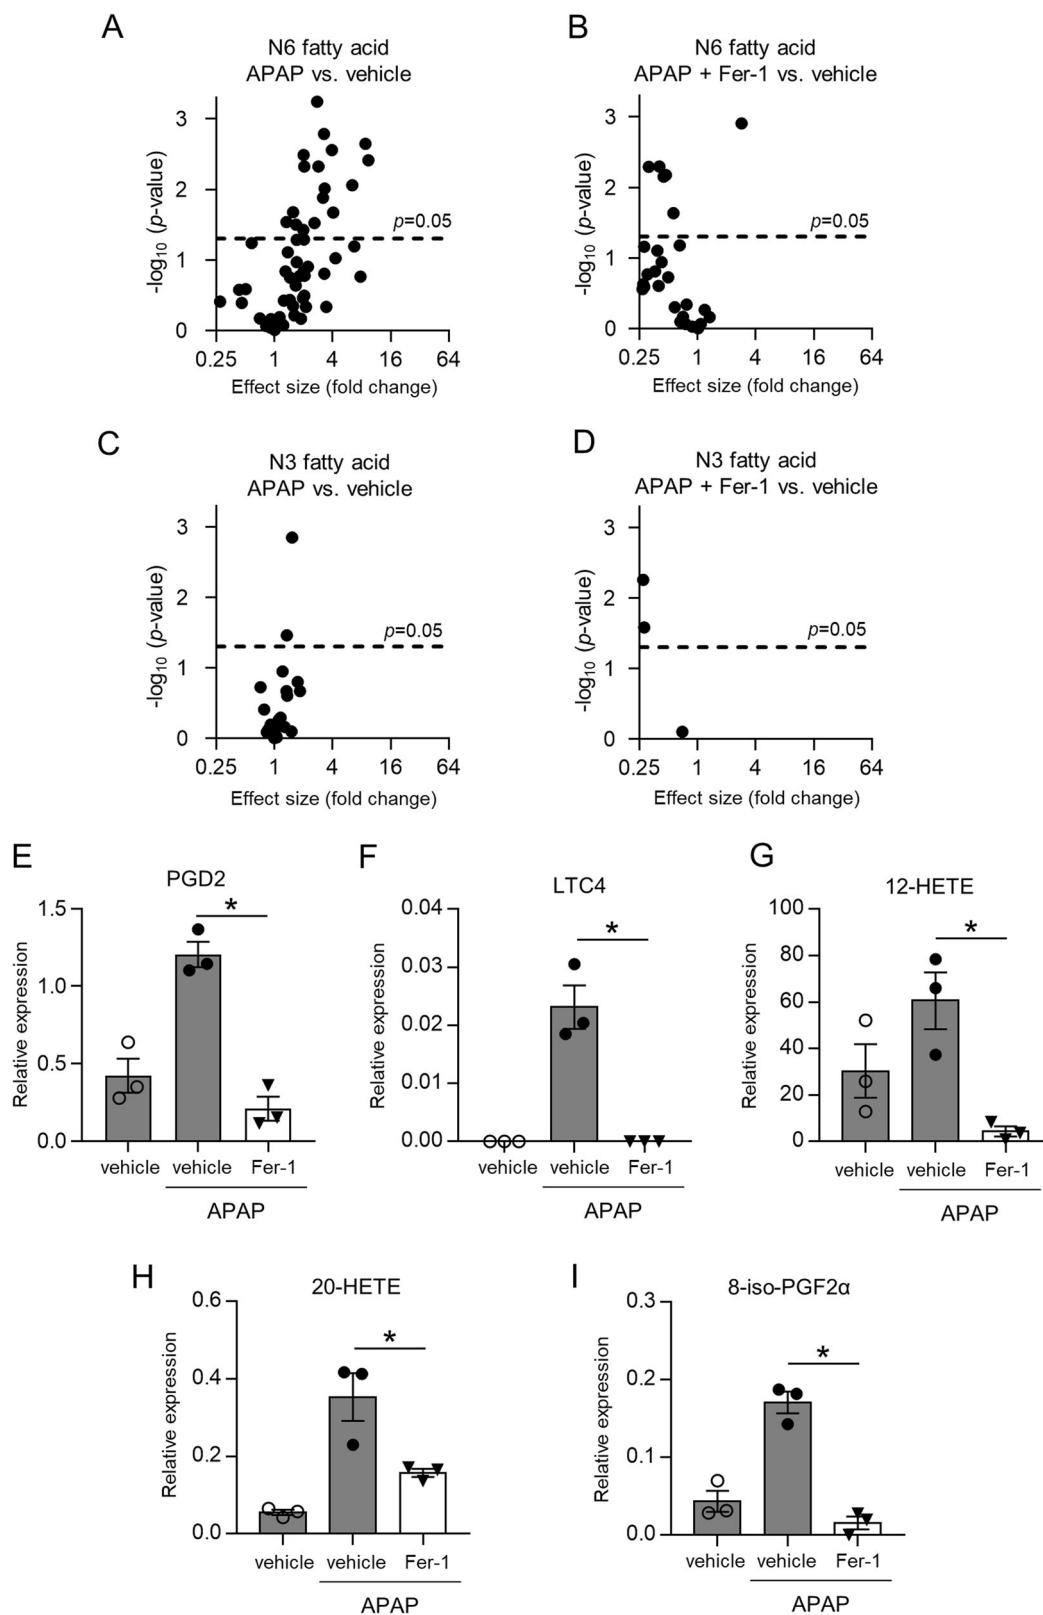 A
N6 fatty acid
APAP vs. vehicle
-log10 (p-value)
3
2
1
0
p=0.05
0.25 1 4 16 64
Effect size (fold change)
B
N6 fatty acid
APAP + Fer-1 vs. vehicle
-log10 (p-value)
3
2
1
0
p=0.05
0.25 1 4 16 64
Effect size (fold change)
C
N3 fatty acid
APAP vs. vehicle
-log10 (p-value)
3
2
1
0
p=0.05
0.25 1 4 16 64
Effect size (fold change)
D
N3 fatty acid
APAP + Fer-1 vs. vehicle
-log10 (p-value)
3
2
1
0
p=0.05
0.25 1 4 16 64
Effect size (fold change)
E
PGD2
Relative expression
1.5
1.0
0.5
0.0
*
vehicle vehicle Fer-1
APAP
F
LTC4
Relative expression
0.04
0.03
0.02
0.01
0.00
*
vehicle vehicle Fer-1
APAP
G
12-HETE
Relative expression
100
80
60
40
20
0
*
vehicle vehicle Fer-1
APAP
H
20-HETE
Relative expression
0.6
0.4
0.2
0.0
*
vehicle vehicle Fer-1
APAP
I
8-iso-PGF2α
Relative expression
0.3
0.2
0.1
0.0
*
vehicle vehicle Fer-1
APAP